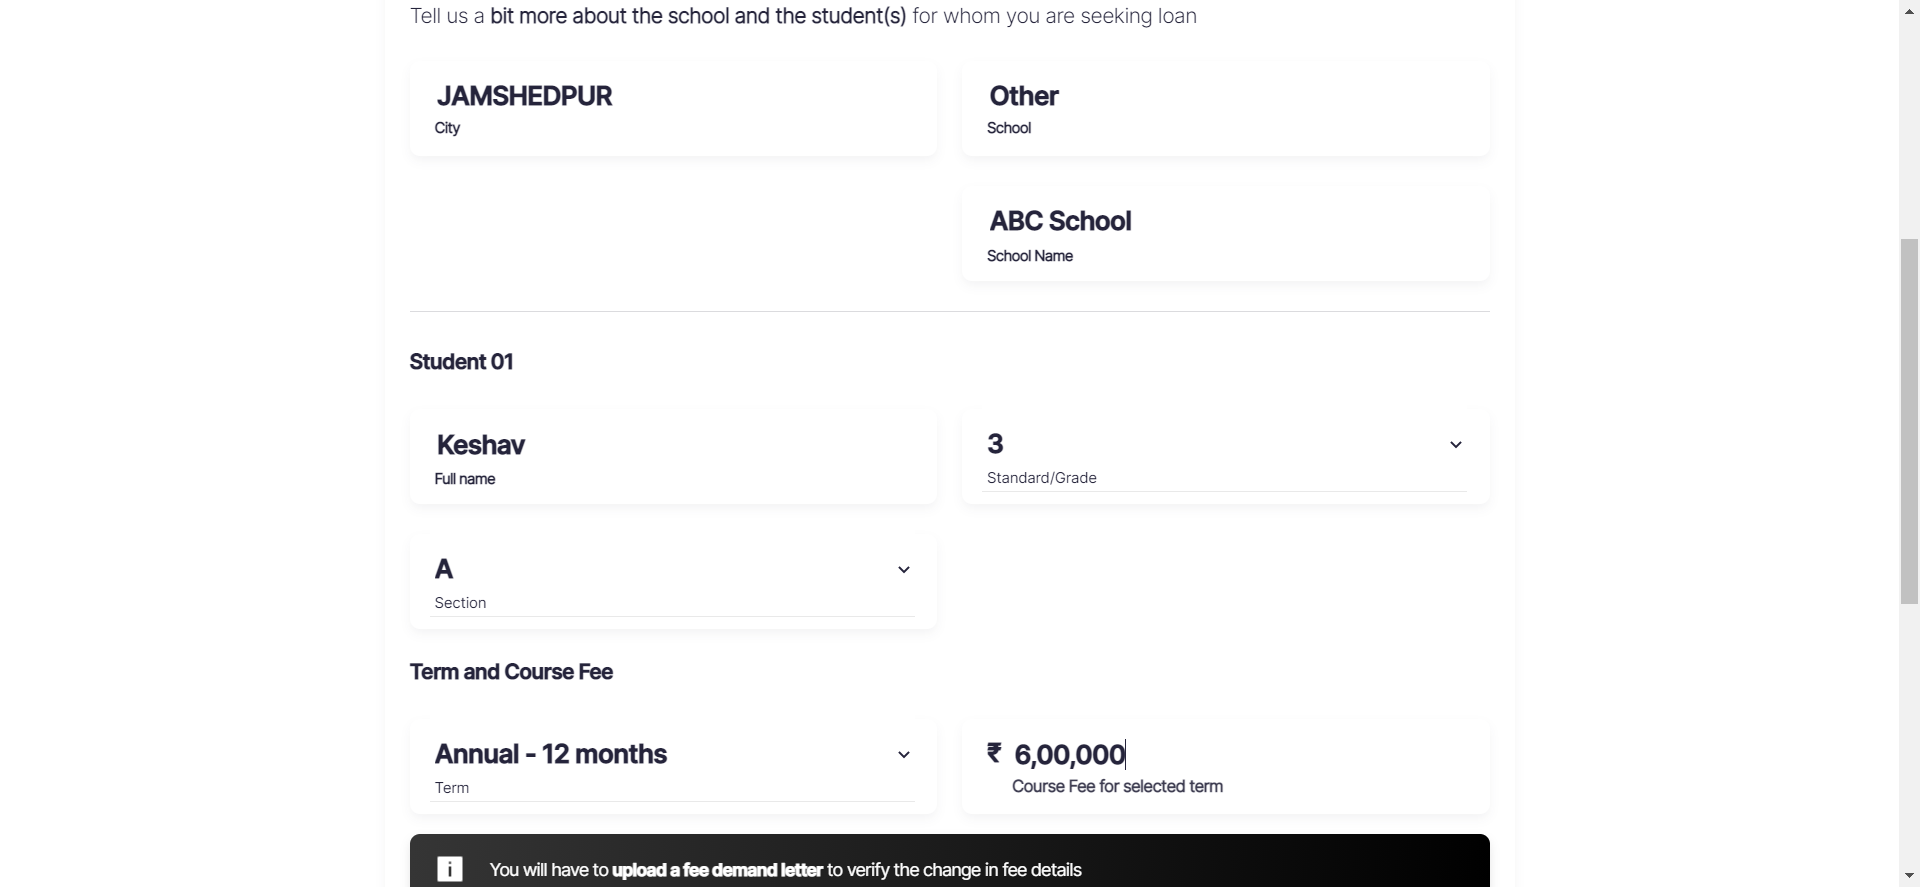 Tell us a bit more about the school and the student(s) for whom you are seeking loan
JAMSHEDPUR
City
Other
School
ABC School
School Name
Student 01
Keshav
Full name
3
Standard/Grade
A
Section
Term and Course Fee
Annual - 12 months
Term
₹ 6,00,000
Course Fee for selected term
i You will have to upload a fee demand letter to verify the change in fee details